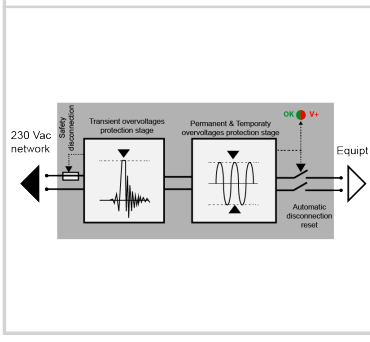 OK V+
Safety
disconnection
Transient overvoltages
protection stage
Permanent & Temporaty
overvoltages protection stage
230 Vac
network
Equipt
Automatic
disconnection
reset